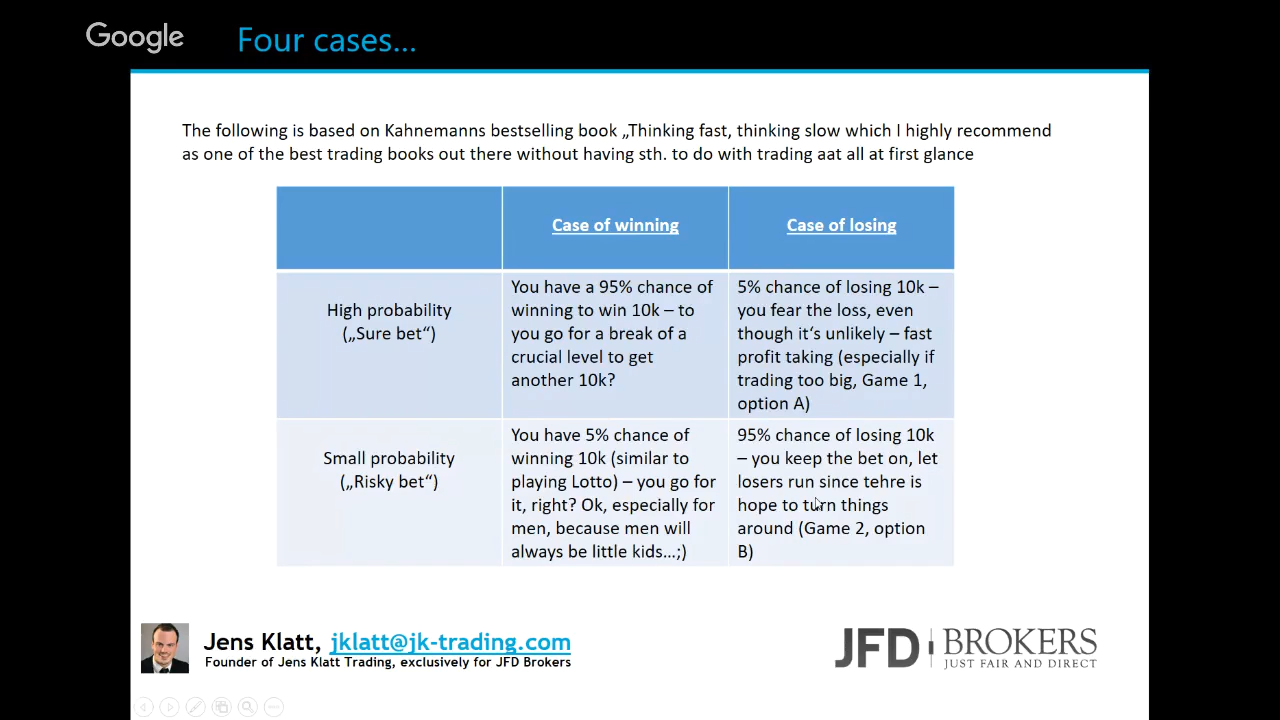 Google
Four cases...
The following is based on Kahnemanns bestselling book „Thinking fast, thinking slow which I highly recommend
as one of the best trading books out there without having sth. to do with trading aat all at first glance
Case of winning
Case of losing
High probability
(„Sure bet“)
You have a 95% chance of
winning to win 10k – to
you go for a break of a
crucial level to get
another 10k?
5% chance of losing 10k –
you fear the loss, even
though it‘s unlikely – fast
profit taking (especially if
trading too big, Game 1,
option A)
Small probability
(„Risky bet“)
You have 5% chance of
winning 10k (similar to
playing Lotto) – you go for
it, right? Ok, especially for
men, because men will
always be little kids...;)
95% chance of losing 10k
– you keep the bet on, let
losers run since tehre is
hope to turn things
around (Game 2, option
B)
Jens Klatt, jklatt@jk-trading.com
Founder of Jens Klatt Trading, exclusively for JFD Brokers
JFD BROKERS
JUST FAIR AND DIRECT